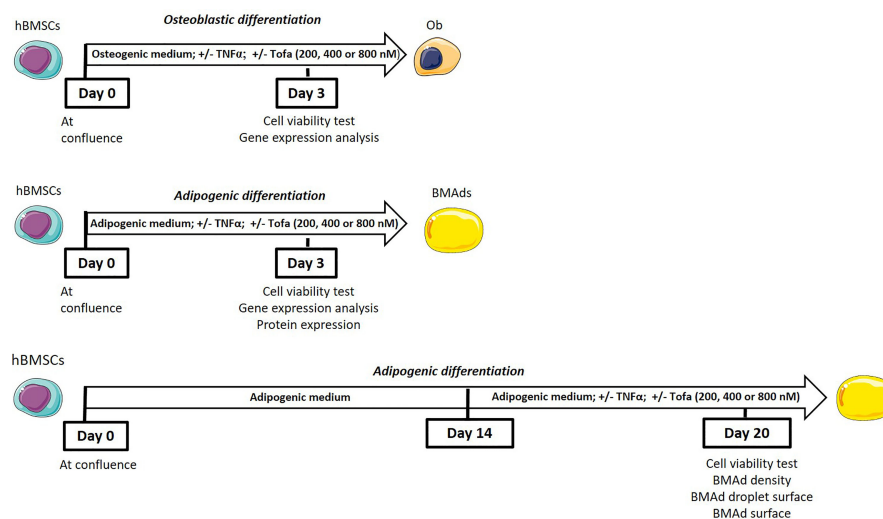 Osteoblastic differentiation
hBMSCs
Ob
Osteogenic medium; +/- TNFα; +/- Tofa (200, 400 or 800 nM)
Day 0
Day 3
At
confluence
Cell viability test
Gene expression analysis
hBMSCs
Adipogenic differentiation
BMAds
Adipogenic medium; +/- TNFα; +/- Tofa (200, 400 or 800 nM)
Day 0
Day 3
At
confluence
Cell viability test
Gene expression analysis
Protein expression
hBMSCs
Adipogenic differentiation
Adipogenic medium
Adipogenic medium; +/- TNFα; +/- Tofa (200, 400 or 800 nM)
Day 0
Day 14
Day 20
At confluence
Cell viability test
BMAd density
BMAd droplet surface
BMAd surface